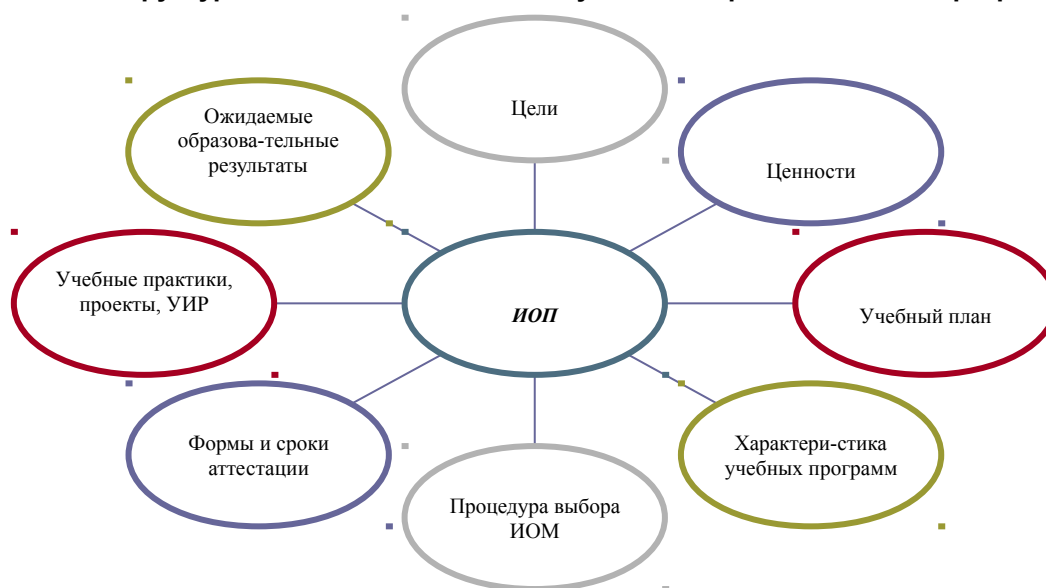 Цели
Ожидаемые
образова-тельные
результаты
Ценности
Учебные практики,
проекты, УИР
ИОП
Учебный план
Формы и сроки
аттестации
Характери-стика
учебных программ
Процедура выбора
ИОМ